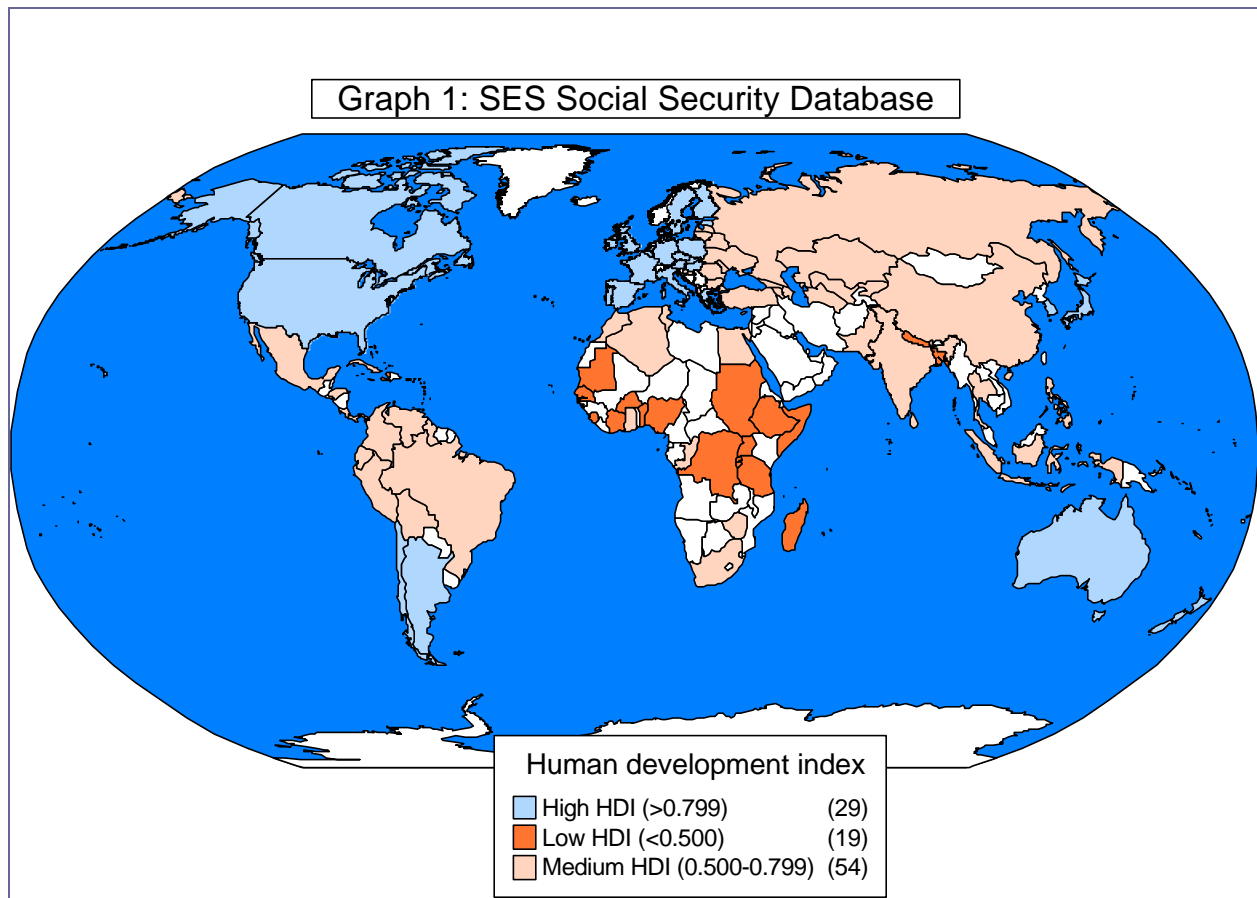 Graph 1: SES Social Security Database
Human development index
High HDI (>0.799) (29)
Low HDI (<0.500) (19)
Medium HDI (0.500-0.799) (54)